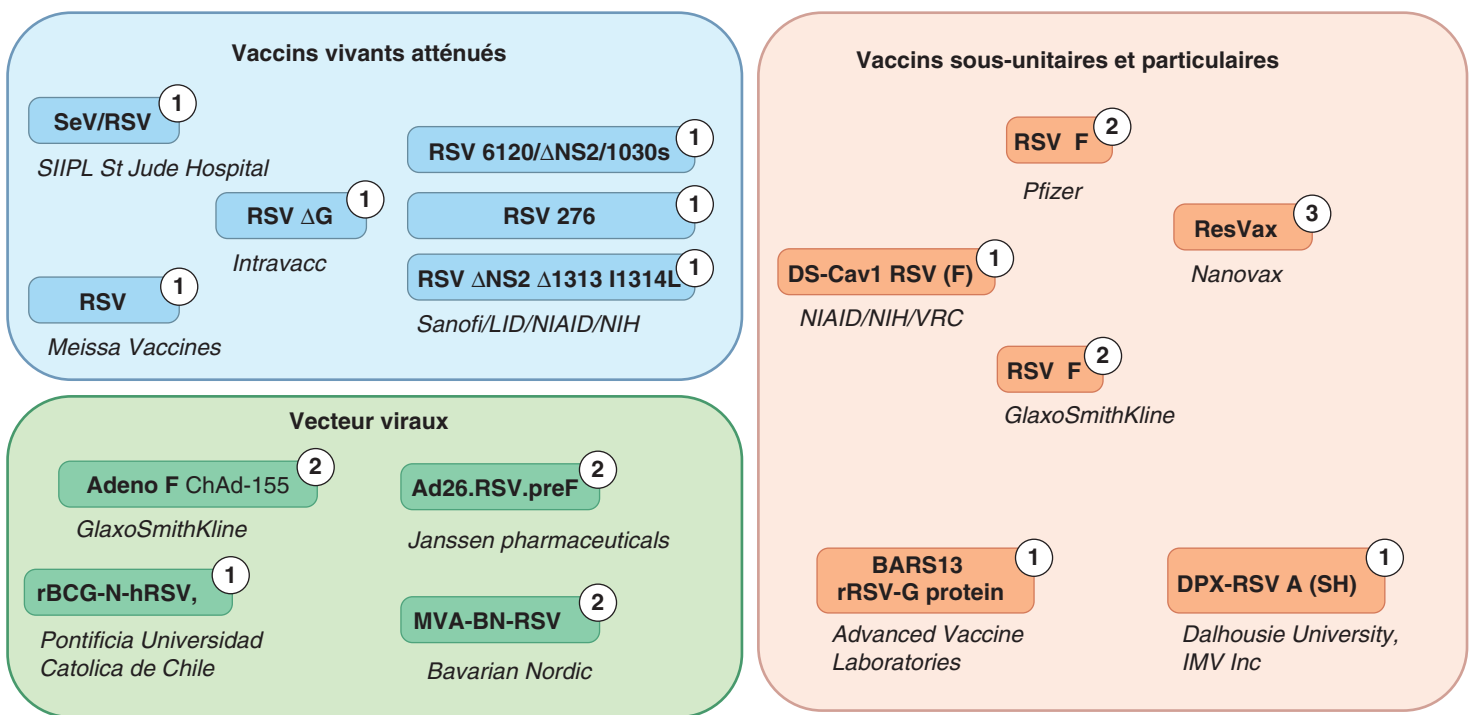 Vaccins vivants atténués
SeV/RSV
1
SIIPL St Jude Hospital
RSV ΔG
1
Intravacc
RSV
1
Meissa Vaccines
RSV 6120/ΔNS2/1030s
1
RSV 276
1
RSV ΔNS2 Δ1313 I1314L
1
Sanofi/LID/NIAID/NIH
Vecteur viraux
Adeno F ChAd-155
2
GlaxoSmithKline
Ad26.RSV.preF
2
Janssen pharmaceuticals
rBCG-N-hRSV,
1
Pontificia Universidad
Catolica de Chile
MVA-BN-RSV
2
Bavarian Nordic
Vaccins sous-unitaires et particulaires
RSV F
2
Pfizer
ResVax
3
Nanovax
DS-Cav1 RSV (F)
1
NIAID/NIH/VRC
RSV F
2
GlaxoSmithKline
BARS13
rRSV-G protein
1
Advanced Vaccine
Laboratories
DPX-RSV A (SH)
1
Dalhousie University,
IMV Inc